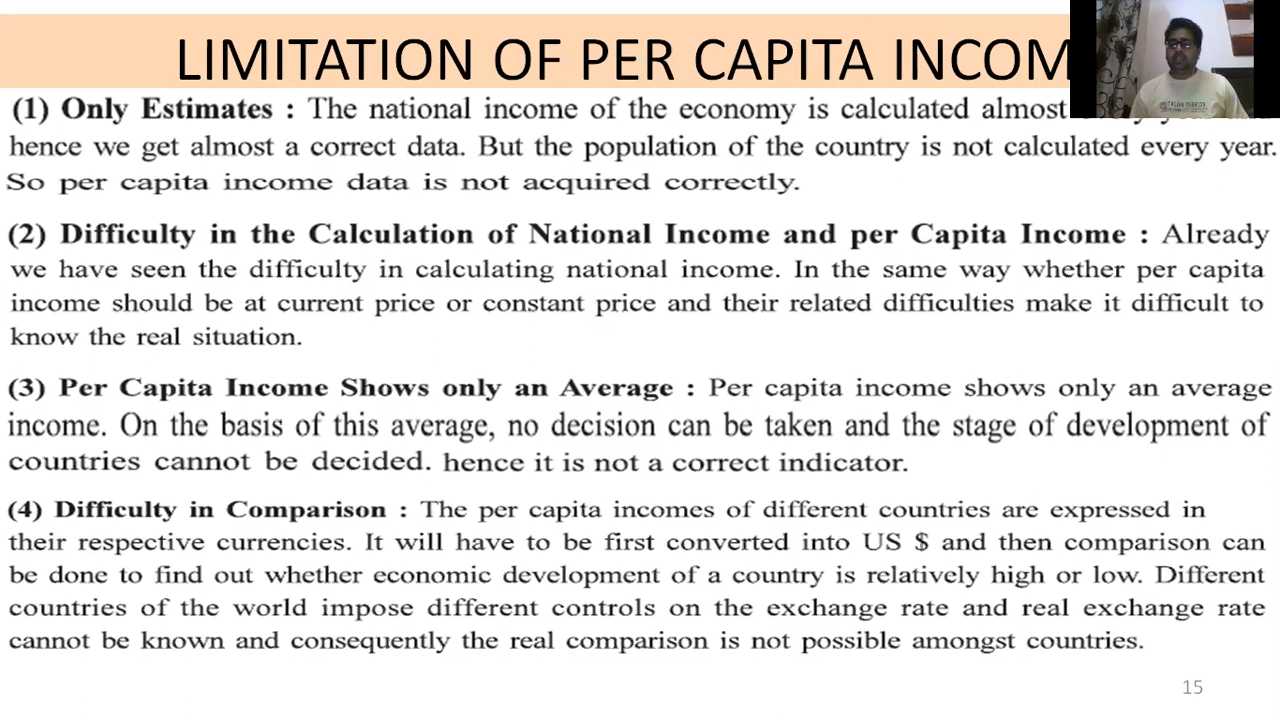 LIMITATION OF PER CAPITA INCOM
(1) Only Estimates : The national income of the economy is calculated almost
hence we get almost a correct data. But the population of the country is not calculated every year.
So per capita income data is not acquired correctly.
(2) Difficulty in the Calculation of National Income and per Capita Income : Already
we have seen the difficulty in calculating national income. In the same way whether per capita
income should be at current price or constant price and their related difficulties make it difficult to
know the real situation.
(3) Per Capita Income Shows only an Average : Per capita income shows only an average
income. On the basis of this average, no decision can be taken and the stage of development of
countries cannot be decided. hence it is not a correct indicator.
(4) Difficulty in Comparison : The per capita incomes of different countries are expressed in
their respective currencies. It will have to be first converted into US $ and then comparison can
be done to find out whether economic development of a country is relatively high or low. Different
countries of the world impose different controls on the exchange rate and real exchange rate
cannot be known and consequently the real comparison is not possible amongst countries.
15